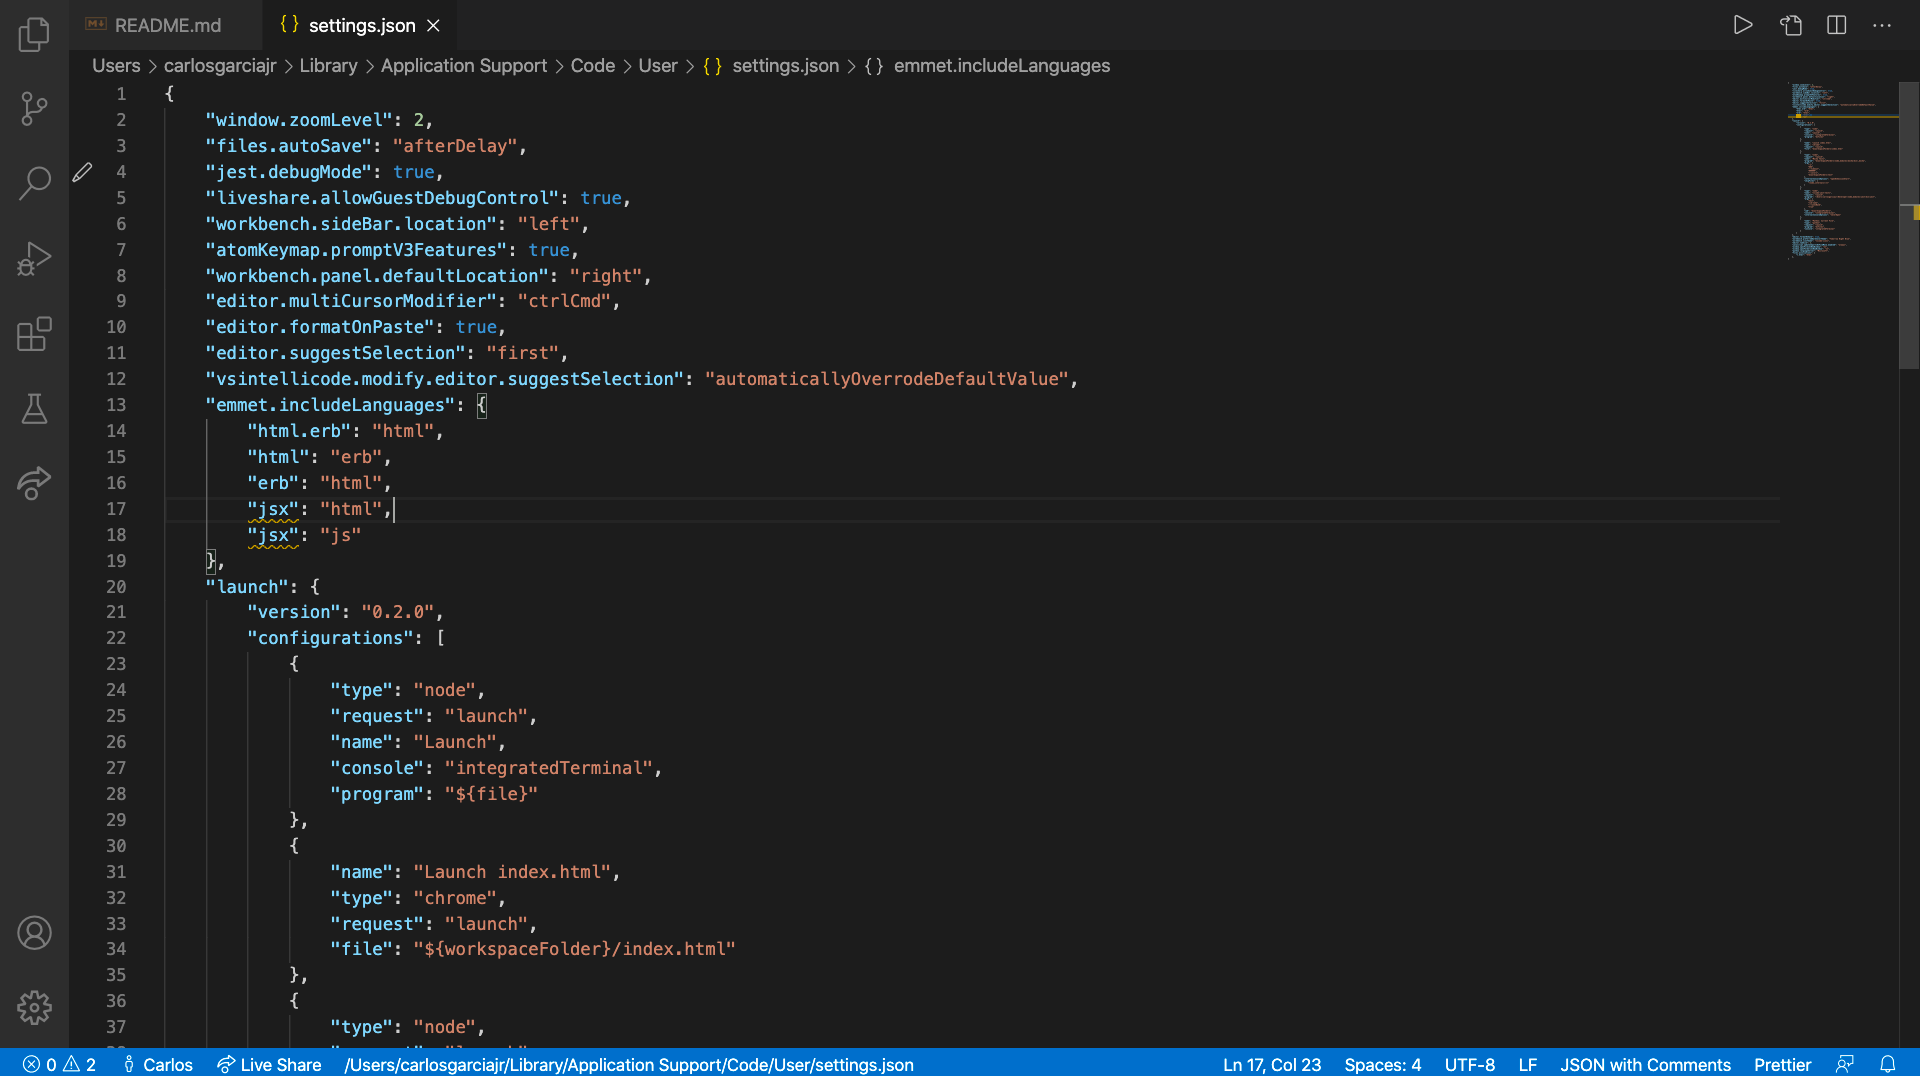 README.md
{} settings.json
Users > carlosgarciajr > Library > Application Support > Code > User > {} settings.json > {} emmet.includeLanguages
1 {
2 "window.zoomLevel": 2,
3 "files.autoSave": "afterDelay",
4 "jest.debugMode": true,
5 "liveshare.allowGuestDebugControl": true,
6 "workbench.sideBar.location": "left",
7 "atomKeymap.promptV3Features": true,
8 "workbench.panel.defaultLocation": "right",
9 "editor.multiCursorModifier": "ctrlCmd",
10 "editor.formatOnPaste": true,
11 "editor.suggestSelection": "first",
12 "vsintellicode.modify.editor.suggestSelection": "automaticallyOverrodeDefaultValue",
13 "emmet.includeLanguages": {
14 "html.erb": "html",
15 "html": "erb",
16 "erb": "html",
17 "jsx": "html",
18 "jsx": "js"
19 },
20 "launch": {
21 "version": "0.2.0",
22 "configurations": [
23 {
24 "type": "node",
25 "request": "launch",
26 "name": "Launch",
27 "console": "integratedTerminal",
28 "program": "${file}"
29 },
30 {
31 "name": "Launch index.html",
32 "type": "chrome",
33 "request": "launch",
34 "file": "${workspaceFolder}/index.html"
35 },
36 {
37 "type": "node",
0 2 Carlos Live Share /Users/carlosgarciajr/Library/Application Support/Code/User/settings.json Ln 17, Col 23 Spaces: 4 UTF-8 LF JSON with Comments Prettier